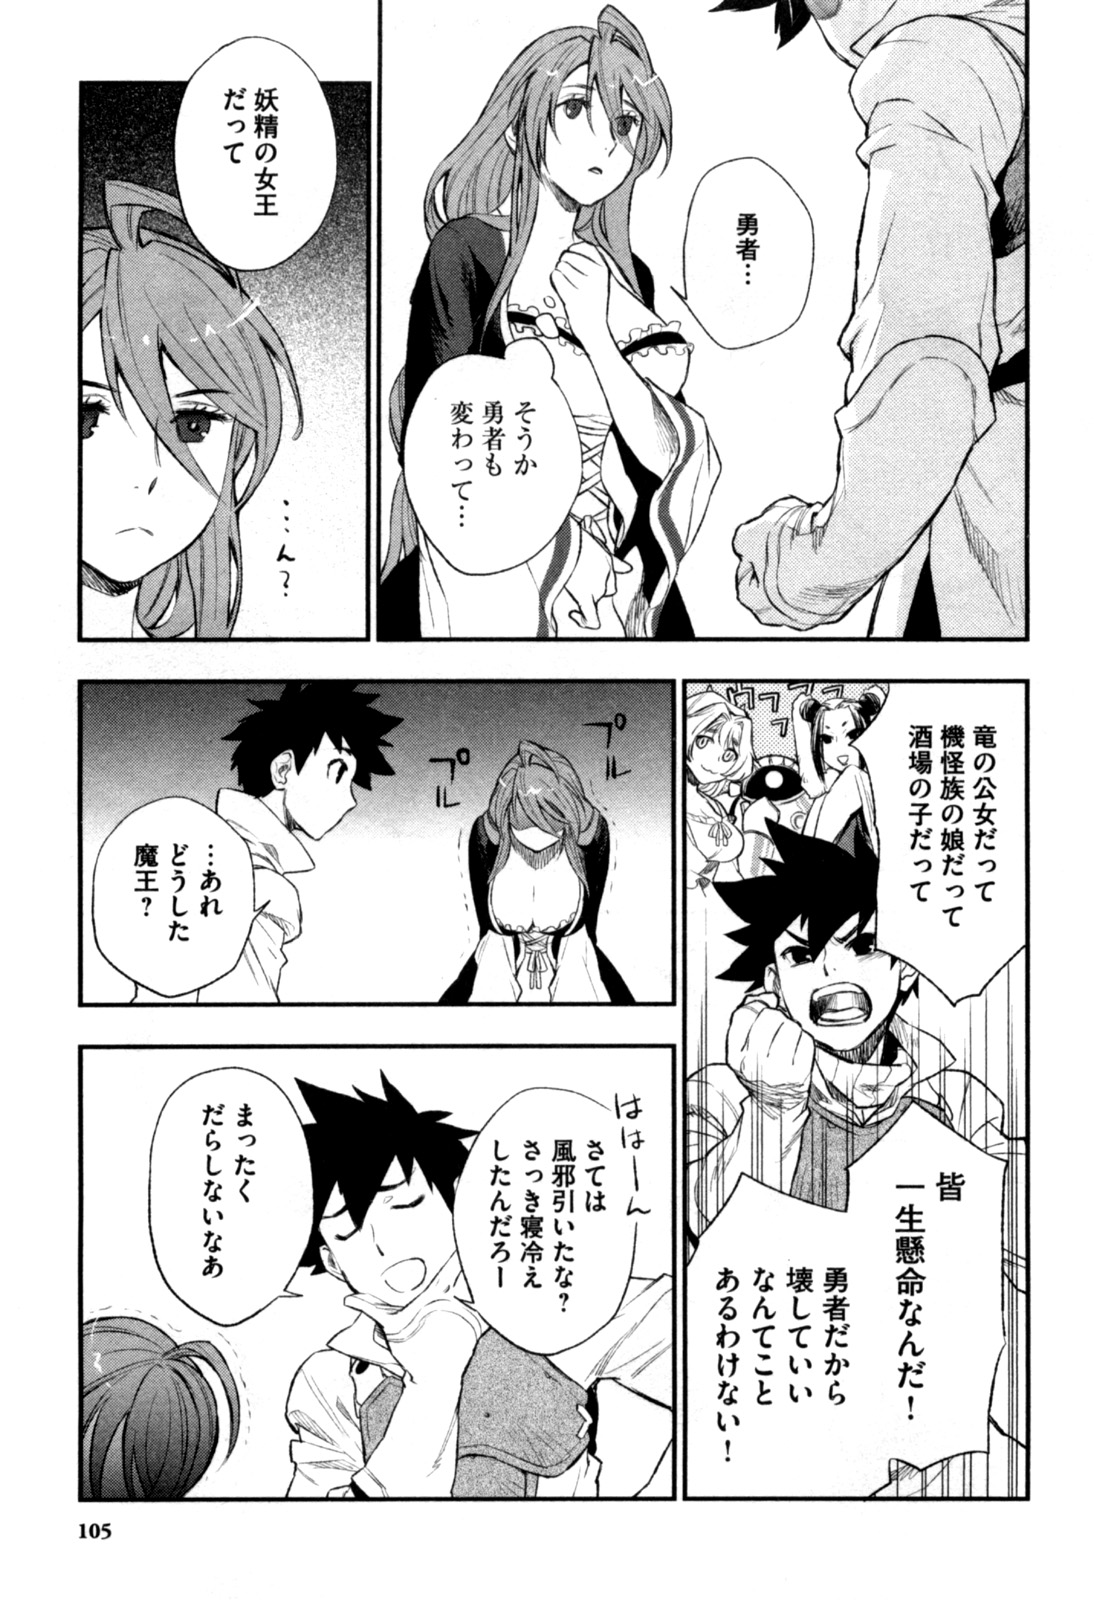 勇者…
そうか
勇者も
変わって…
妖精の女王
だって
…ん?
竜の公女だって
機怪族の娘だって
酒場の子だって
ウフフフ
皆
一生懸命なんだ!
勇者だから
壊していい
なんてこと
あるわけない!
プル
プル
…あれ
どうした
魔王?
ははーん
さては
風邪引いたな?
さっき寝冷え
したんだろー
まったく
だらしないなあ
105